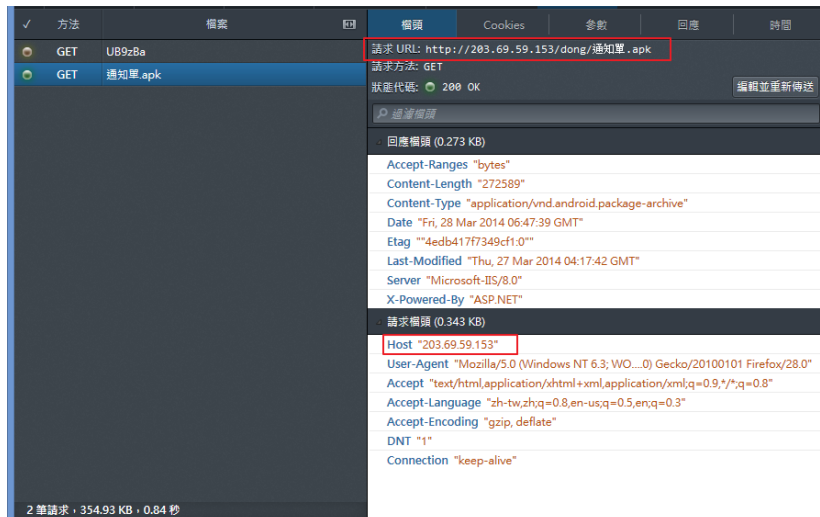 ✓ 方法 檔案
GET UB9zBa
GET 通知單.apk
2 筆請求，354.93 KB，0.84 秒
檔頭 Cookies 參數 回應 時間
請求 URL: http://203.69.59.153/dong/通知單.apk
請求方法: GET
狀態代碼: 200 OK
編輯並重新傳送
過濾檔頭
回應檔頭 (0.273 KB)
Accept-Ranges "bytes"
Content-Length "272589"
Content-Type "application/vnd.android.package-archive"
Date "Fri, 28 Mar 2014 06:47:39 GMT"
Etag ""4edb417f7349cf1:0""
Last-Modified "Thu, 27 Mar 2014 04:17:42 GMT"
Server "Microsoft-IIS/8.0"
X-Powered-By "ASP.NET"
請求檔頭 (0.343 KB)
Host "203.69.59.153"
User-Agent "Mozilla/5.0 (Windows NT 6.3; WO....0) Gecko/20100101 Firefox/28.0"
Accept "text/html,application/xhtml+xml,application/xml;q=0.9,*/*;q=0.8"
Accept-Language "zh-tw,zh;q=0.8,en-us;q=0.5,en;q=0.3"
Accept-Encoding "gzip, deflate"
DNT "1"
Connection "keep-alive"